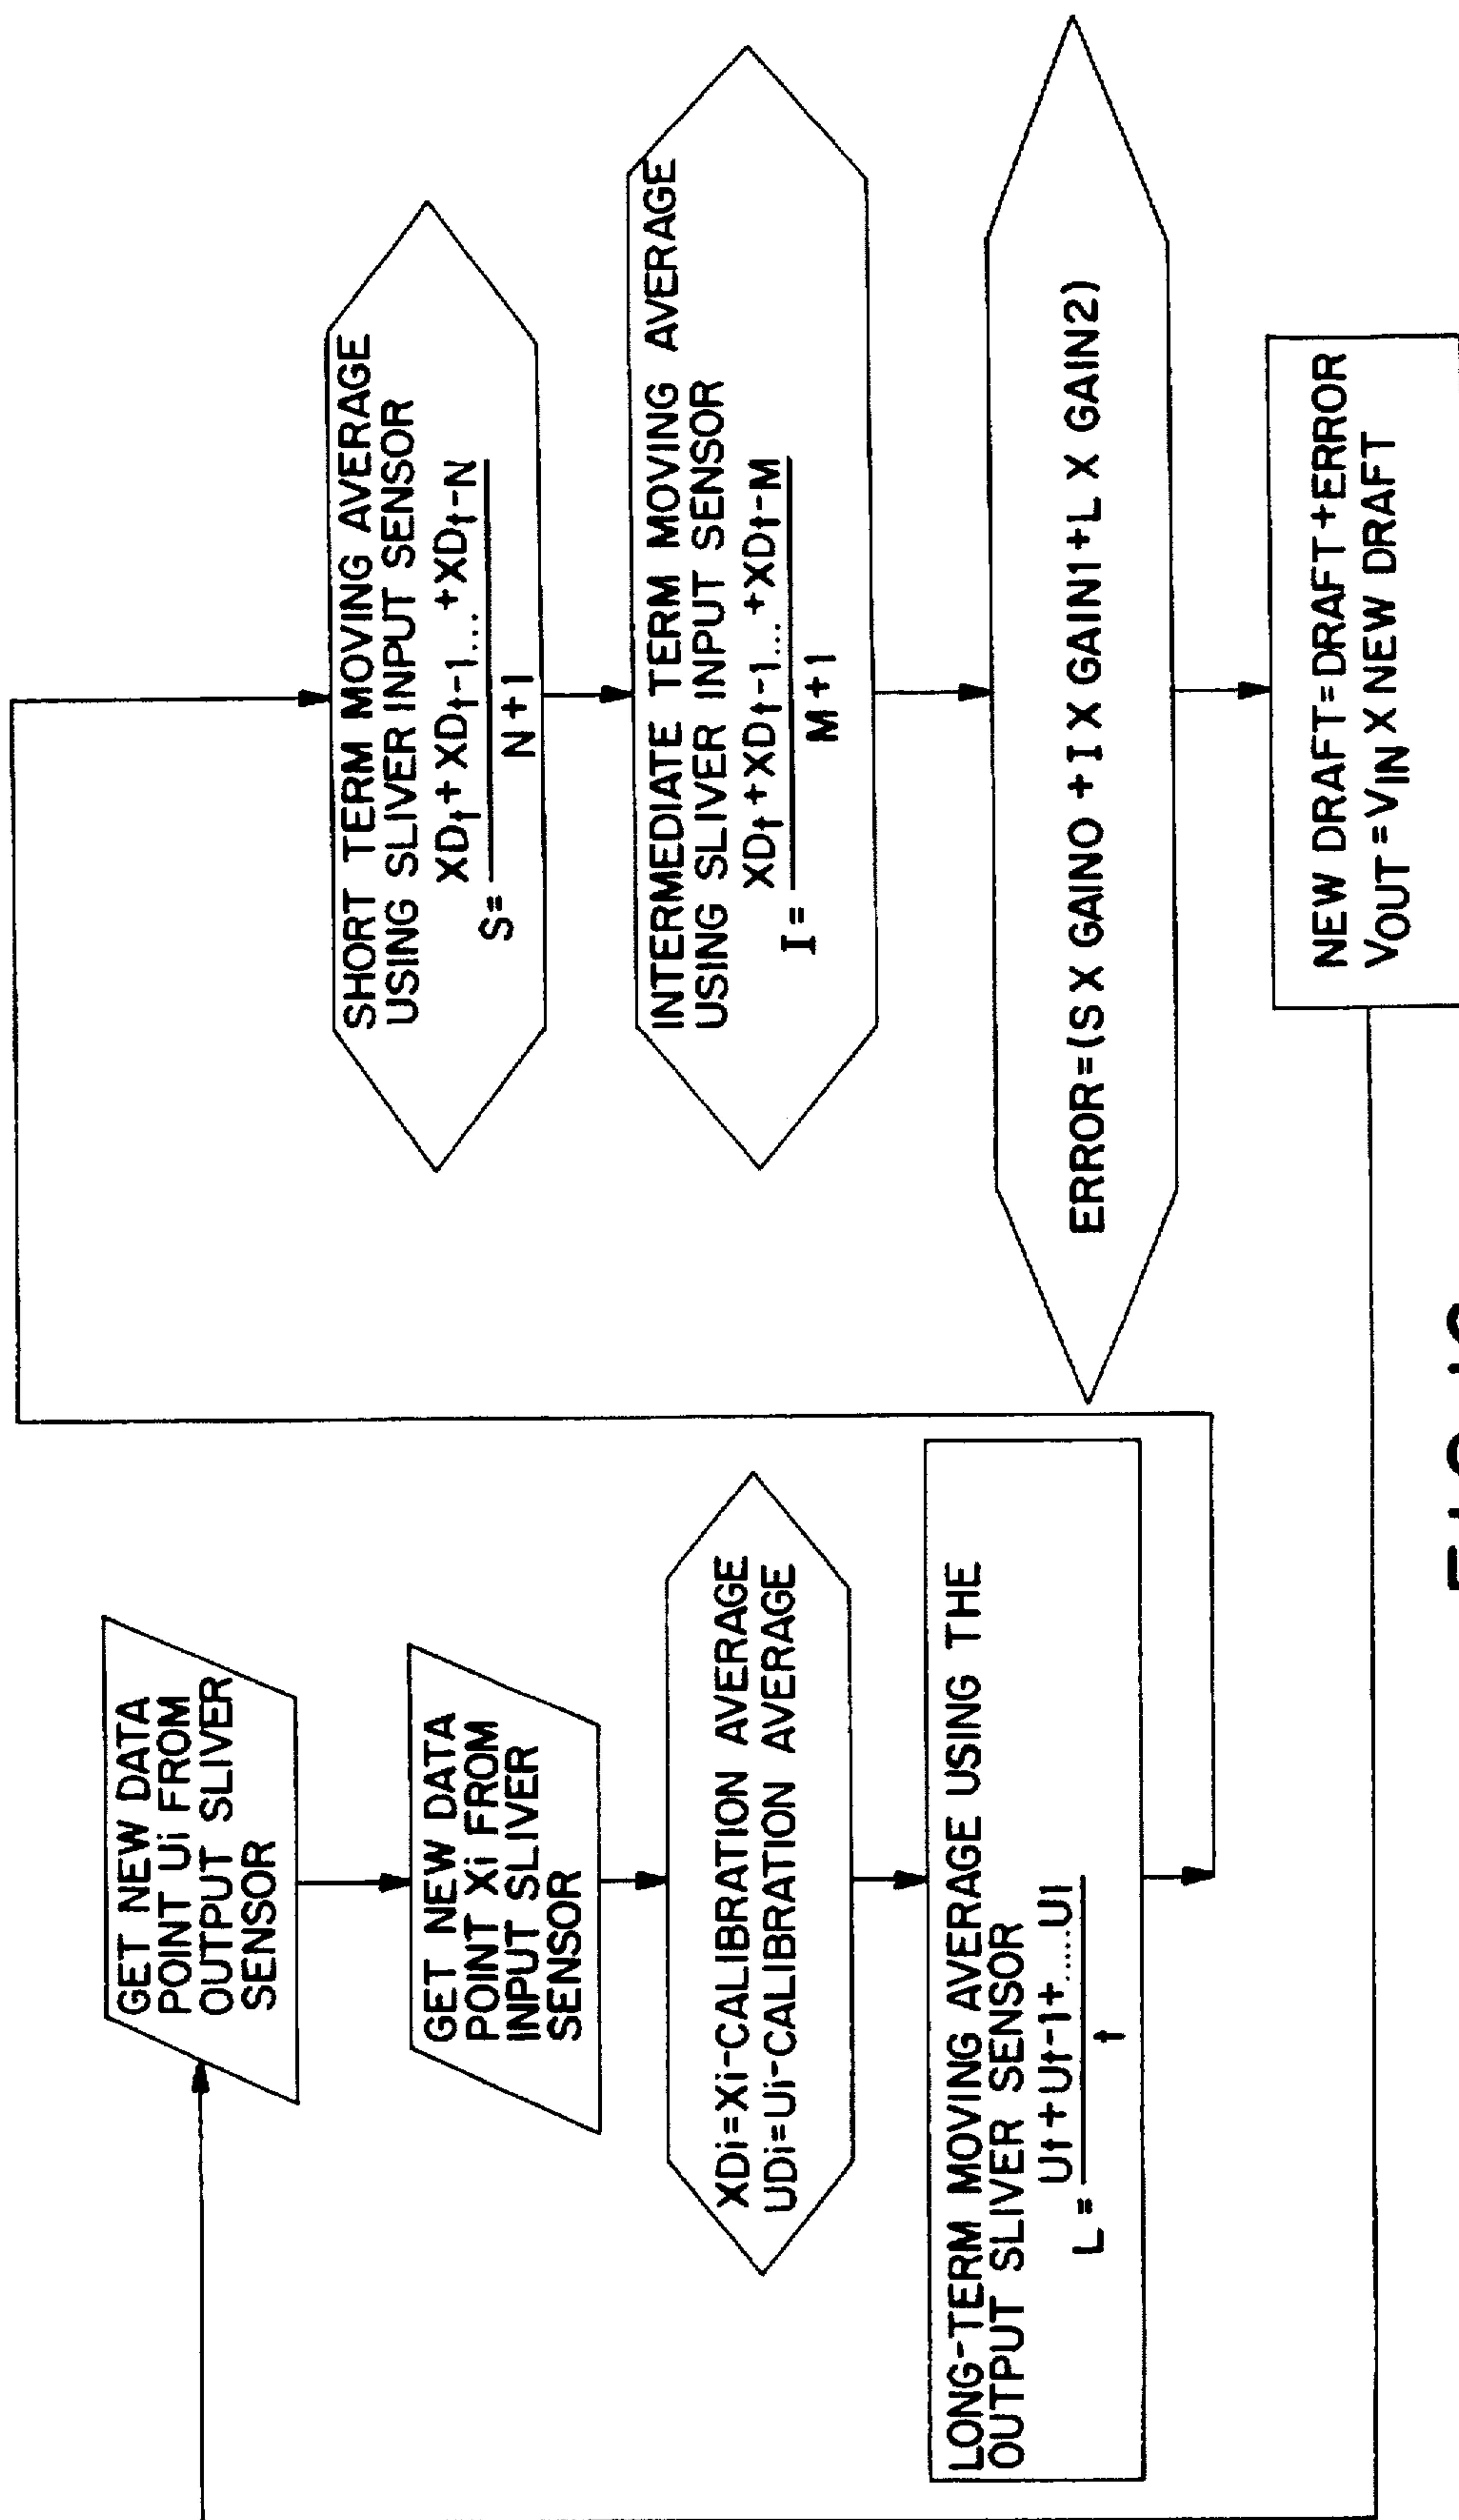 GET NEW DATA
POINT Ui FROM
OUTPUT SLIVER
SENSOR
GET NEW DATA
POINT Xi FROM
INPUT SLIVER
SENSOR
XDi=Xi-CALIBRATION AVERAGE
UDi=Ui-CALIBRATION AVERAGE
LONG-TERM MOVING AVERAGE USING THE
OUTPUT SLIVER SENSOR
L = Ut+Ut-1+.....U1
t
SHORT TERM MOVING AVERAGE
USING SLIVER INPUT SENSOR
S= XDt+XDt-1...+XDt-N
N+1
INTERMEDIATE TERM MOVING AVERAGE
USING SLIVER INPUT SENSOR
I = XDt+XDt-1...+XDt-M
M+1
ERROR=(S X GAINO + I X GAIN1+L X GAIN2)
NEW DRAFT=DRAFT+ERROR
VOUT=VIN X NEW DRAFT